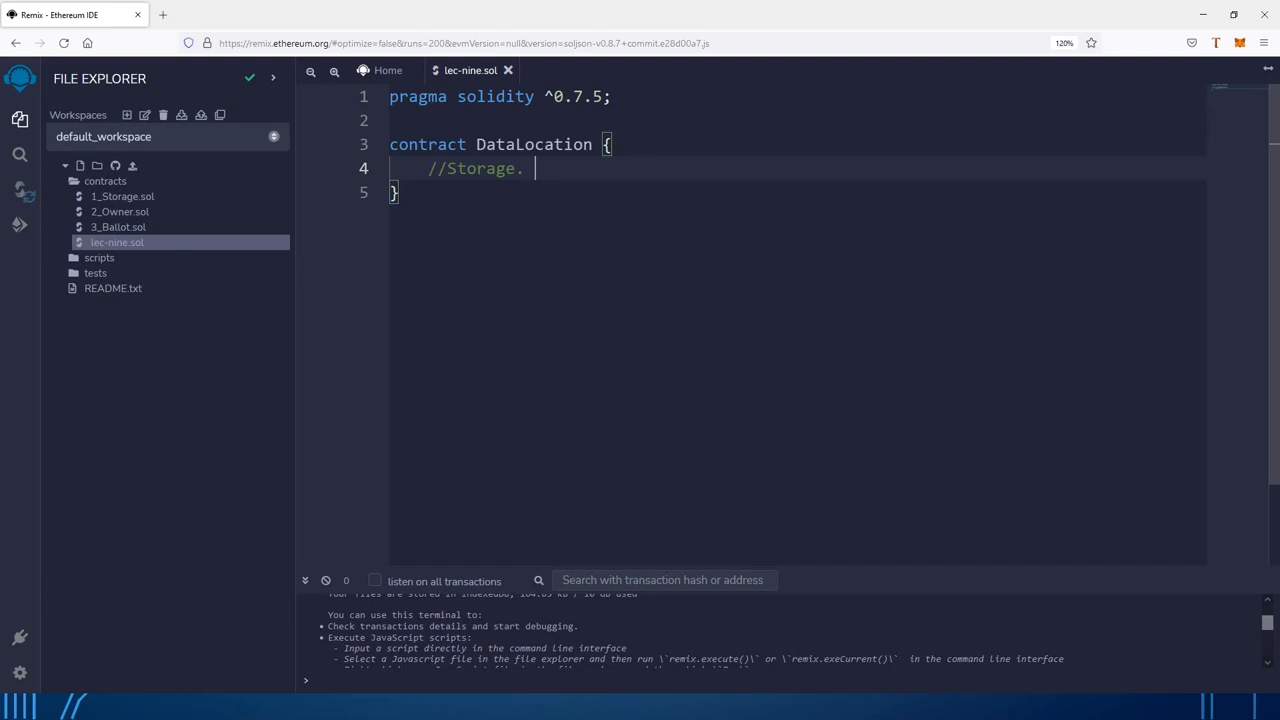 Remix - Ethereum IDE
https://remix.ethereum.org/#optimize=false&runs=200&evmVersion=null&version=soljson-v0.8.7+commit.e28d00a7.js
120%
FILE EXPLORER
Home
lec-nine.sol
Workspaces
default_workspace
contracts
1_Storage.sol
2_Owner.sol
3_Ballot.sol
lec-nine.sol
scripts
tests
README.txt
1 pragma solidity ^0.7.5;
2
3 contract DataLocation {
4 //Storage.
5 }
0
listen on all transactions
Search with transaction hash or address
You can use this terminal to:
• Check transactions details and start debugging.
• Execute JavaScript scripts:
- Input a script directly in the command line interface
- Select a Javascript file in the file explorer and then run \`remix.execute()\` or \`remix.exeCurrent()\` in the command line interface
>